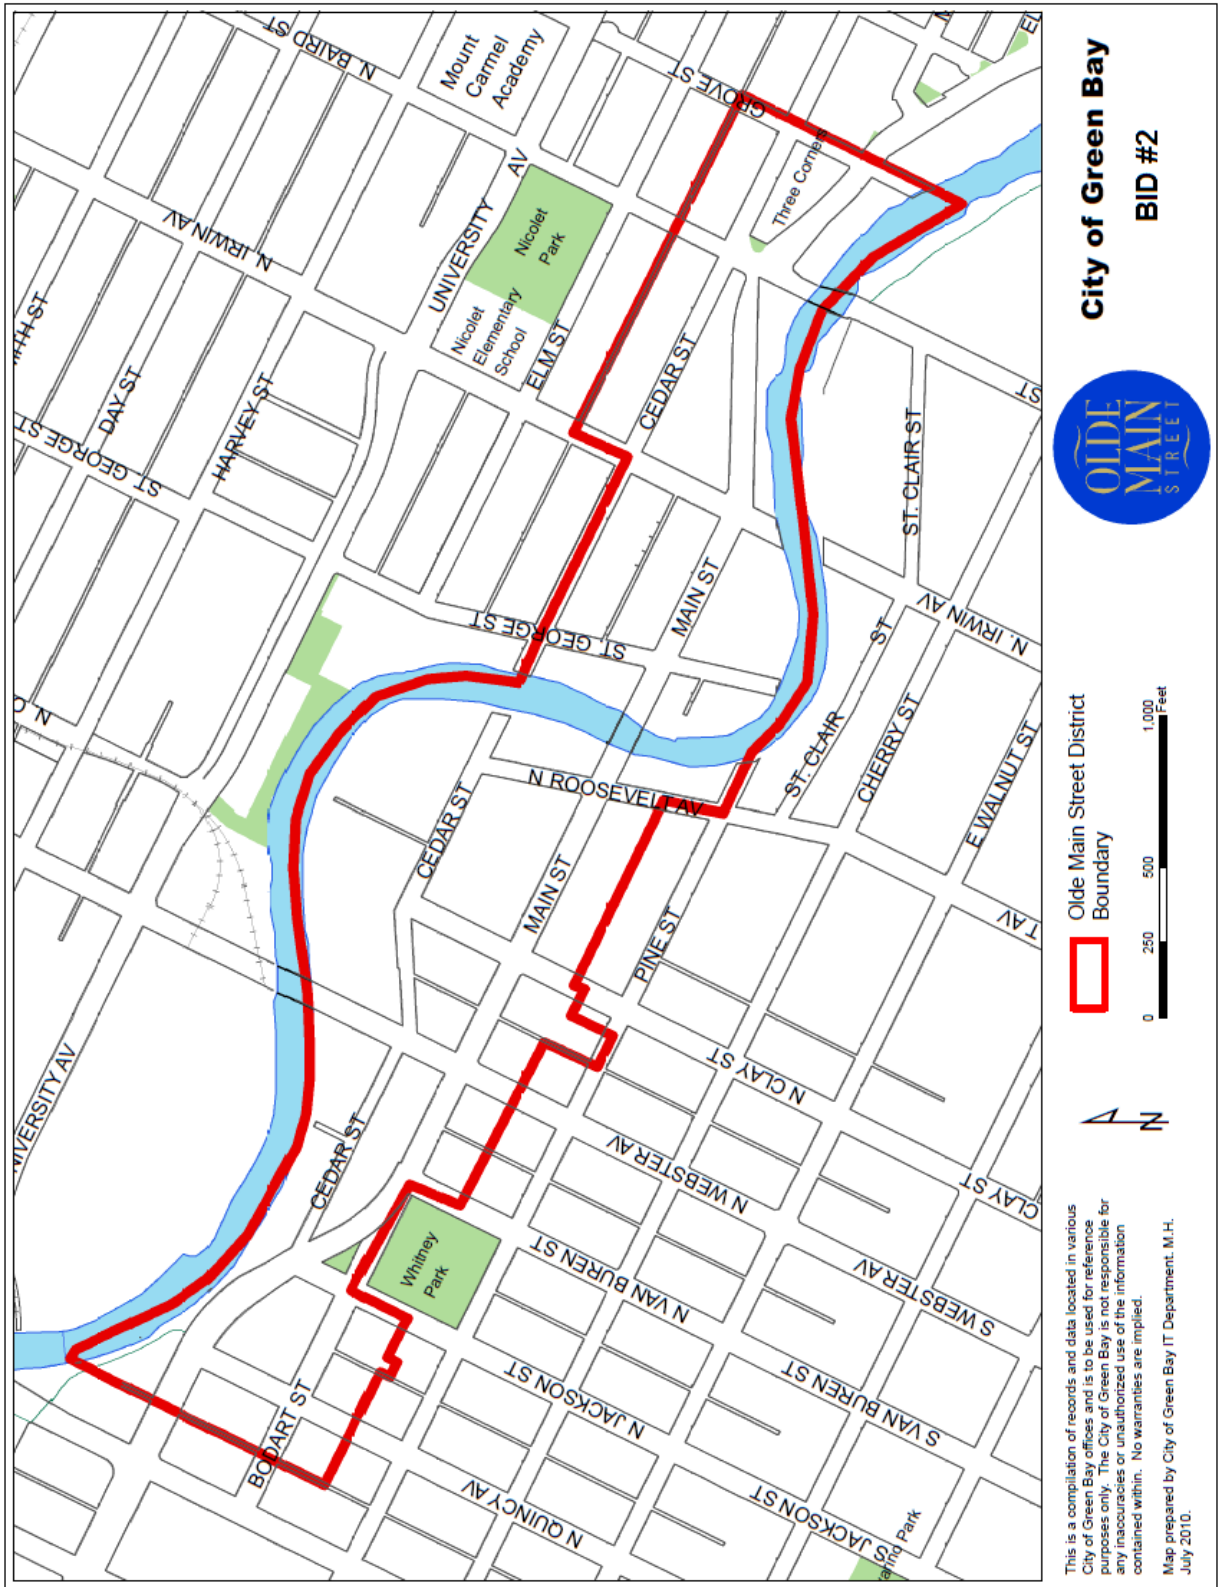 City of Green Bay
BID #2
OLDE
MAIN
STREET
Olde Main Street District
Boundary
0 250 500 1,000
Feet
N
This is a compilation of records and data located in various
City of Green Bay offices and is to be used for reference
purposes only. The City of Green Bay is not responsible for
any inaccuracies or unauthorized use of the information
contained within. No warranties are implied.
Map prepared by City of Green Bay IT Department. M.H.
July 2010.
N. BAIRD ST
Mount
Carmel
Academy
GROVE ST
Three Corners
UNIVERSITY AV
Nicolet
Park
Nicolet
Elementary
School
N. IRWIN AV
ELM ST
CEDAR ST
DAY ST
HARVEY ST
ST. GEORGE ST
ST. GEORGE ST
MAIN ST
ST. CLAIR ST
N. IRWIN AV
ST
ST. CLAIR ST
CHERRY ST
E WALNUT ST
N ROOSEVELT AV
CEDAR ST
MAIN ST
PINE ST
T AV
N CLAY ST
CLAY ST
NIVERSITY AV
CEDAR ST
N WEBSTER AV
S WEBSTER AV
Whitney
Park
N VAN BUREN ST
S VAN BUREN ST
BODART ST
N JACKSON ST
S JACKSON ST
N QUINCY AV
arino Park